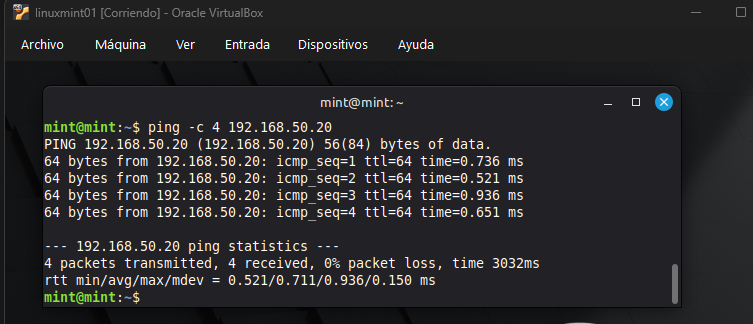 linuxmint01 [Corriendo] - Oracle VirtualBox
Archivo Máquina Ver Entrada Dispositivos Ayuda
mint@mint: ~
mint@mint:~$ ping -c 4 192.168.50.20
PING 192.168.50.20 (192.168.50.20) 56(84) bytes of data.
64 bytes from 192.168.50.20: icmp_seq=1 ttl=64 time=0.736 ms
64 bytes from 192.168.50.20: icmp_seq=2 ttl=64 time=0.521 ms
64 bytes from 192.168.50.20: icmp_seq=3 ttl=64 time=0.936 ms
64 bytes from 192.168.50.20: icmp_seq=4 ttl=64 time=0.651 ms
--- 192.168.50.20 ping statistics ---
4 packets transmitted, 4 received, 0% packet loss, time 3032ms
rtt min/avg/max/mdev = 0.521/0.711/0.936/0.150 ms
mint@mint:~$